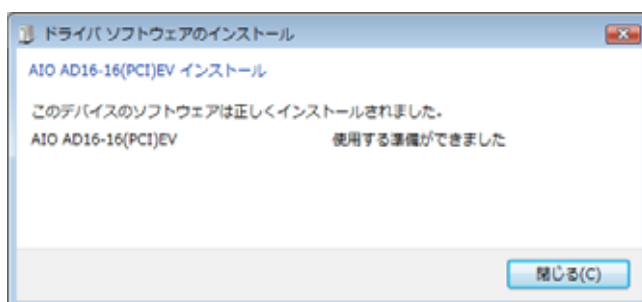 ドライバ ソフトウェアのインストール
AIO AD16-16(PCI)EV インストール
このデバイスのソフトウェアは正しくインストールされました。
AIO AD16-16(PCI)EV 使用する準備ができました
閉じる(C)